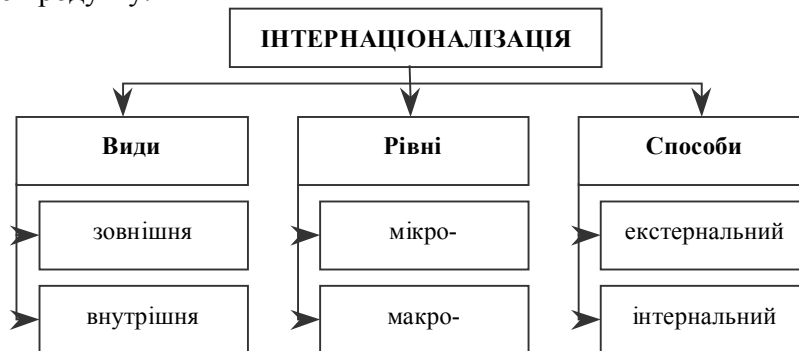 ІНТЕРНАЦІОНАЛІЗАЦІЯ
Види
Рівні
Способи
зовнішня
мікро-
екстернальний
внутрішня
макро-
інтернальний